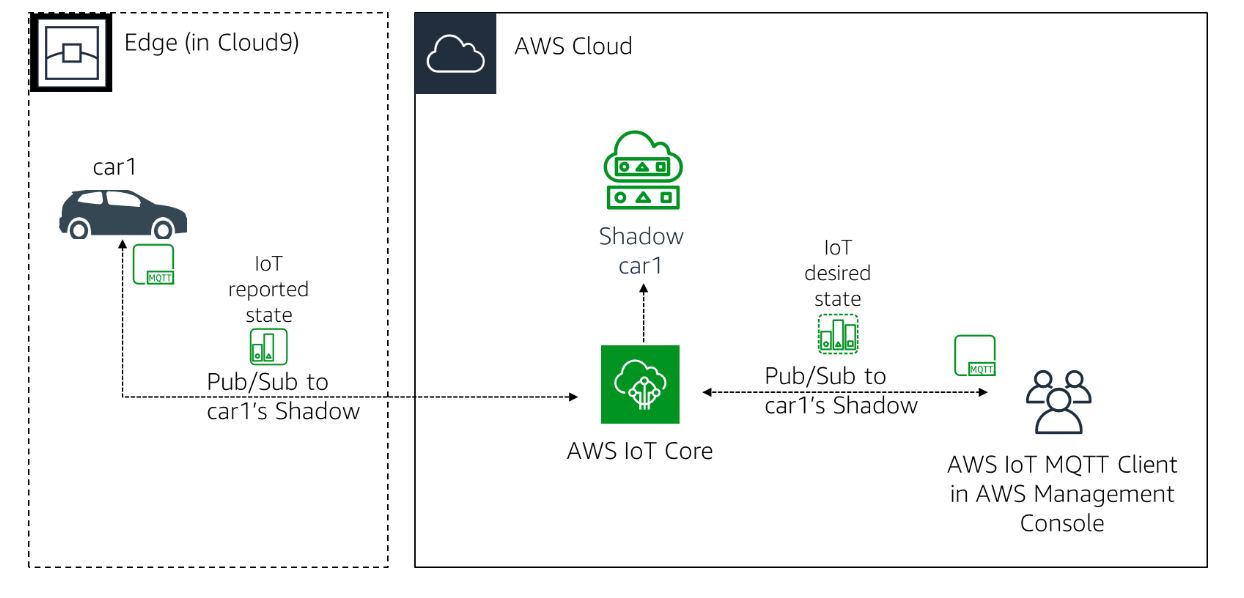 Edge (in Cloud9)
AWS Cloud
car1
MQTT
IoT
reported
state
Pub/Sub to
car1's Shadow
Shadow
car1
AWS IoT Core
IoT
desired
state
Pub/Sub to
car1's Shadow
MQTT
AWS IoT MQTT Client
in AWS Management
Console